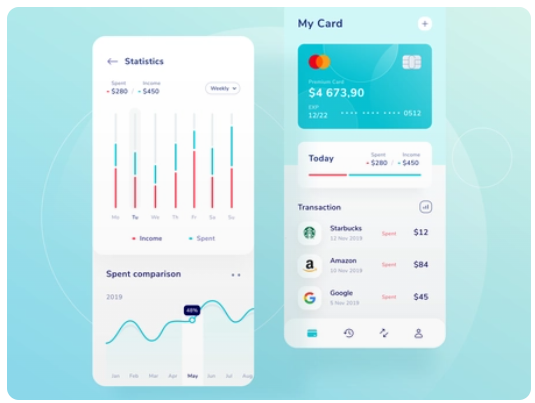 Statistics
Spent Income
$280 / $450
Weekly
Mo Tu We Th Fr Sa Su
Income Spent
Spent comparison
2019
48%
Jan Feb Mar Apr May Jun Jul Aug
My Card
+
Premium Card
$4 673,90
EXP
12/22 •••• •••• •••• 0512
Today
Spent Income
$280 / $450
Transaction
Starbucks
12 Nov 2019
Spent
$12
a
Amazon
10 Nov 2019
Spent
$84
G
Google
5 Nov 2019
Spent
$45